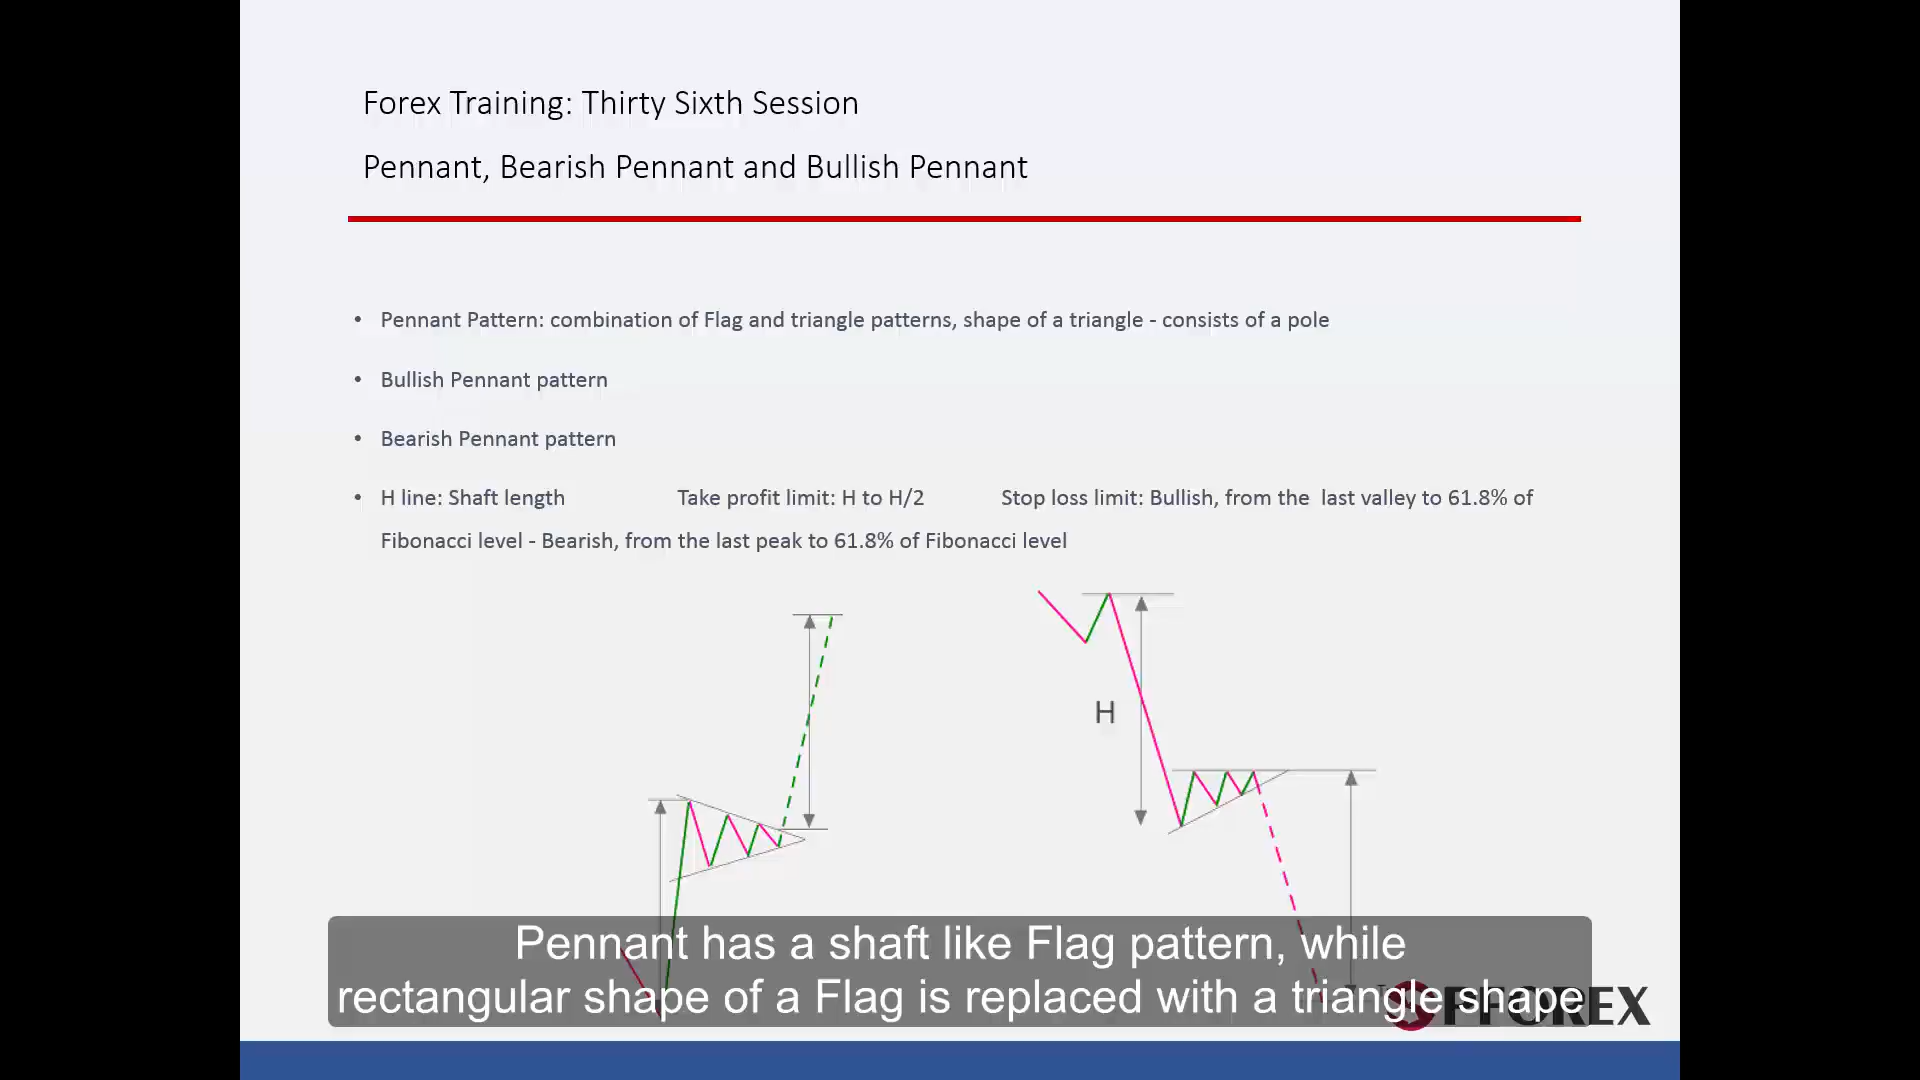 Forex Training: Thirty Sixth Session
Pennant, Bearish Pennant and Bullish Pennant
• Pennant Pattern: combination of Flag and triangle patterns, shape of a triangle - consists of a pole
• Bullish Pennant pattern
• Bearish Pennant pattern
• H line: Shaft length Take profit limit: H to H/2 Stop loss limit: Bullish, from the last valley to 61.8% of
Fibonacci level - Bearish, from the last peak to 61.8% of Fibonacci level
H
Pennant has a shaft like Flag pattern, while
rectangular shape of a Flag is replaced with a triangle shape
PFOREX